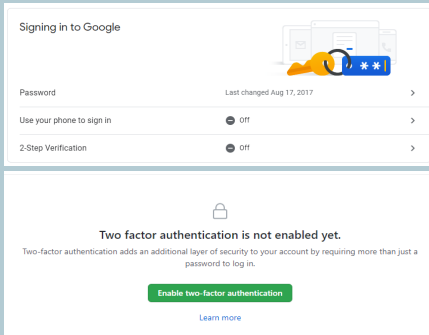 Signing in to Google
* *
Password Last changed Aug 17, 2017
Use your phone to sign in Off
2-Step Verification Off
Two factor authentication is not enabled yet.
Two-factor authentication adds an additional layer of security to your account by requiring more than just a
password to log in.
Enable two-factor authentication
Learn more